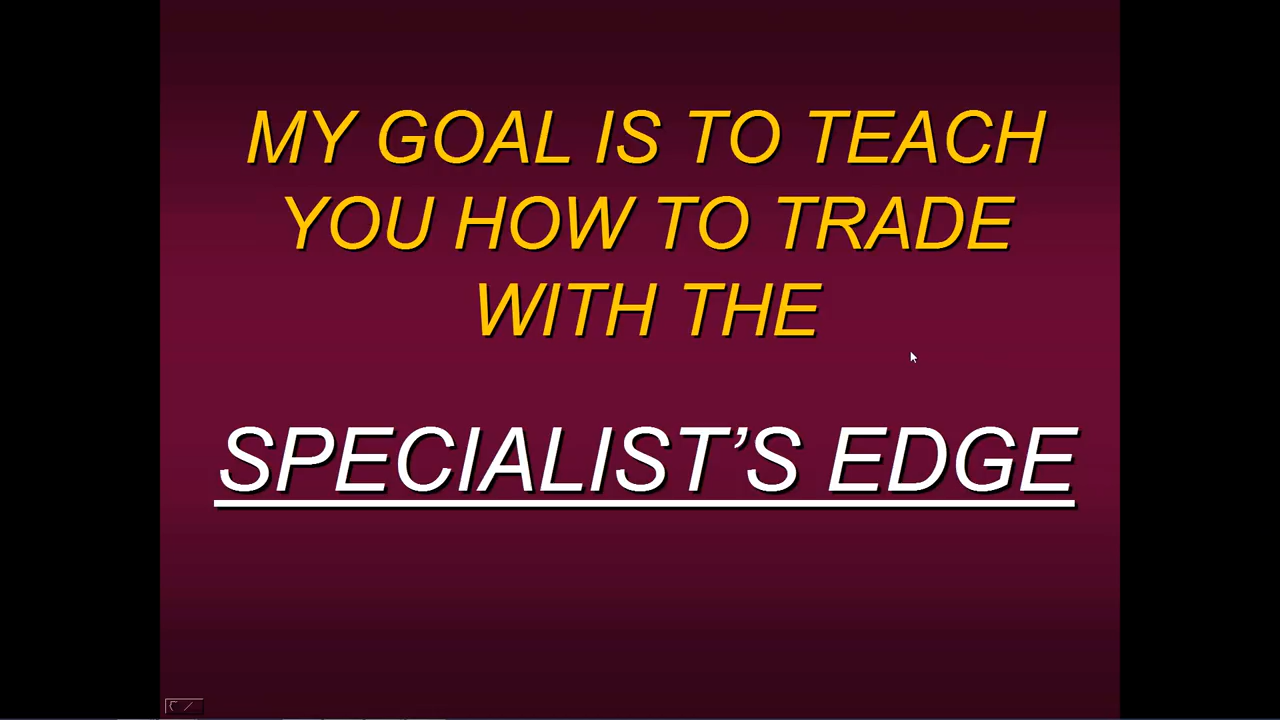 MY GOAL IS TO TEACH
YOU HOW TO TRADE
WITH THE
SPECIALIST’S EDGE